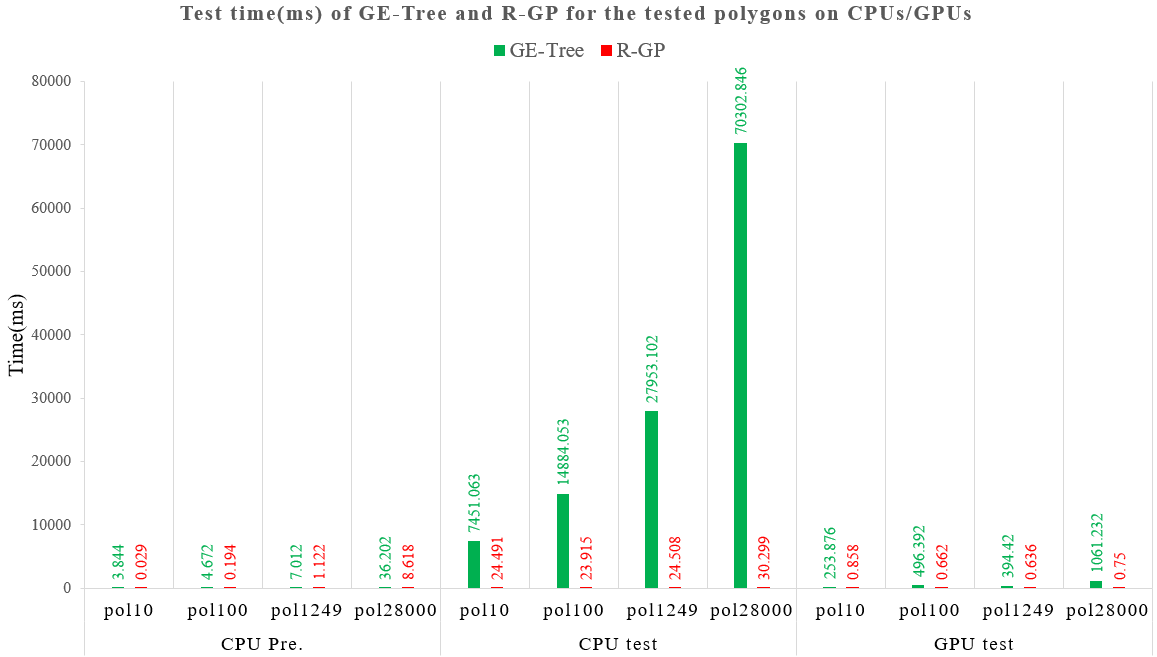 Test time(ms) of GE-Tree and R-GP for the tested polygons on CPUs/GPUs
GE-Tree R-GP
80000
70000
60000
50000
40000
30000
20000
10000
0
Time(ms)
3.844 0.029 4.672 0.194 7.012 1.122 36.202 8.618 7451.063 24.491 14884.053 23.915 27953.102 24.508 70302.846 30.299 253.876 0.858 496.392 0.662 394.42 0.636 1061.232 0.75
pol10 pol100 pol1249 pol28000 pol10 pol100 pol1249 pol28000 pol10 pol100 pol1249 pol28000
CPU Pre. CPU test GPU test